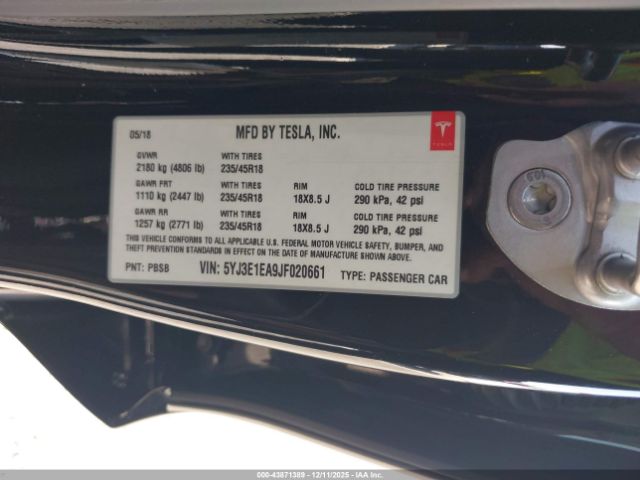 05/18 MFD BY TESLA, INC.
TESLA
GVWR WITH TIRES
2180 kg (4806 lb) 235/45R18
GAWR FRT WITH TIRES RIM COLD TIRE PRESSURE
1110 kg (2447 lb) 235/45R18 18X8.5 J 290 kPa, 42 psi
GAWR RR WITH TIRES RIM COLD TIRE PRESSURE
1257 kg (2771 lb) 235/45R18 18X8.5 J 290 kPa, 42 psi
THIS VEHICLE CONFORMS TO ALL APPLICABLE U.S. FEDERAL MOTOR VEHICLE SAFETY, BUMPER, AND
THEFT PREVENTION STANDARDS IN EFFECT ON THE DATE OF MANUFACTURE SHOWN ABOVE.
PNT: PBSB VIN: 5YJ3E1EA9JF020661 TYPE: PASSENGER CAR
000-43871389 - 12/11/2025 - IAA Inc.